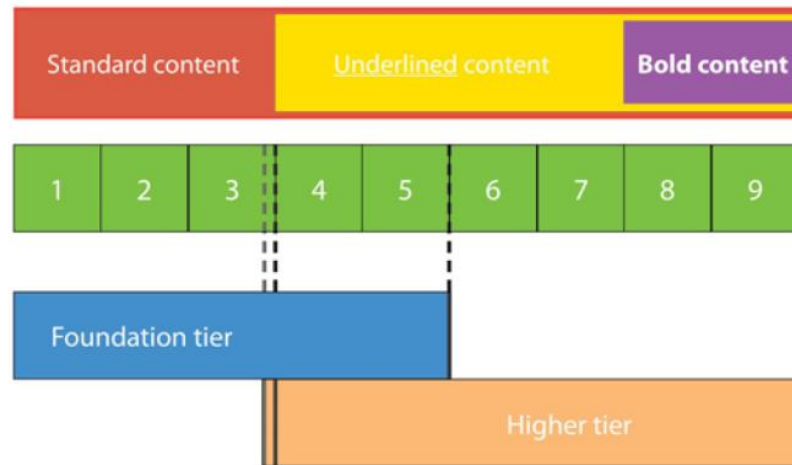 Standard content Underlined content Bold content
1 2 3 4 5 6 7 8 9
Foundation tier
Higher tier